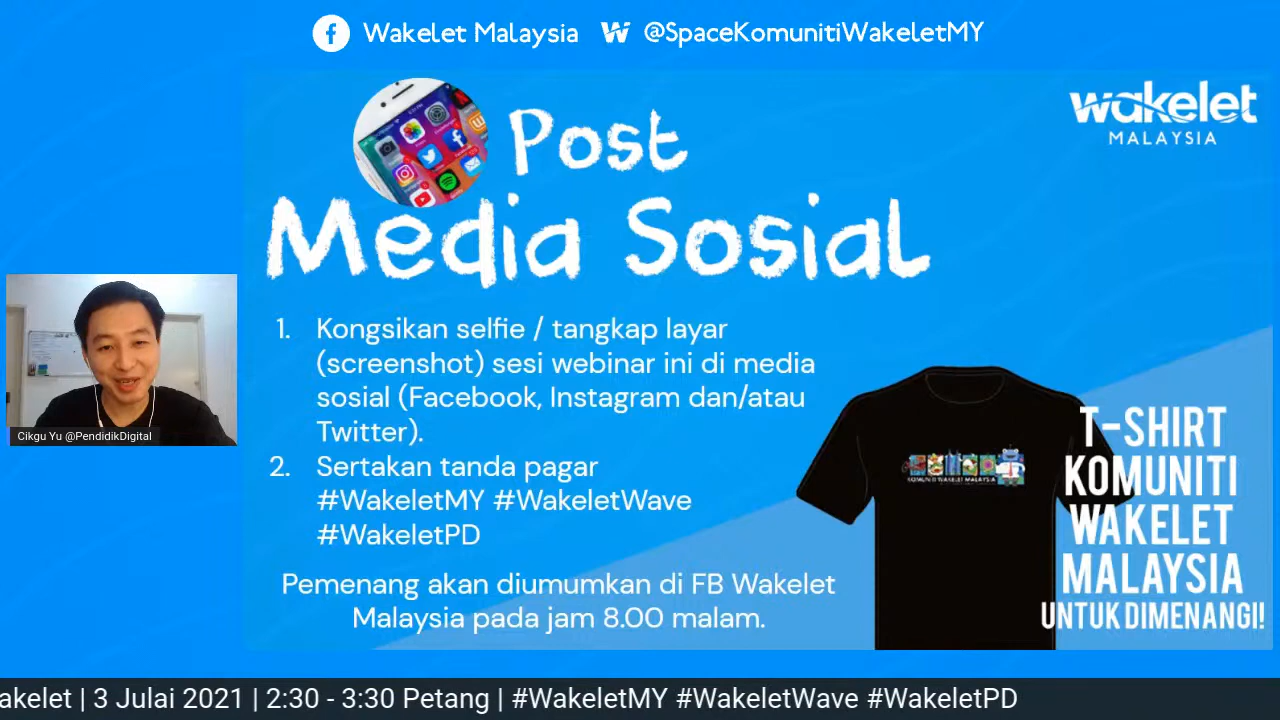 Wakelet Malaysia
@SpaceKomunitiWakeletMY
wakelet
MALAYSIA
Post
Media Sosial
1. Kongsikan selfie / tangkap layar
(screenshot) sesi webinar ini di media
sosial (Facebook, Instagram dan/atau
Twitter).
2. Sertakan tanda pagar
#WakeletMY #WakeletWave
#WakeletPD
Pemenang akan diumumkan di FB Wakelet
Malaysia pada jam 8.00 malam.
KOMUNITI WAKELET MALAYSIA
T-SHIRT
KOMUNITI
WAKELET
MALAYSIA
UNTUK DIMENANGI!
Cikgu Yu @PendidikDigital
akelet | 3 Julai 2021 | 2:30 - 3:30 Petang | #WakeletMY #WakeletWave #WakeletPD